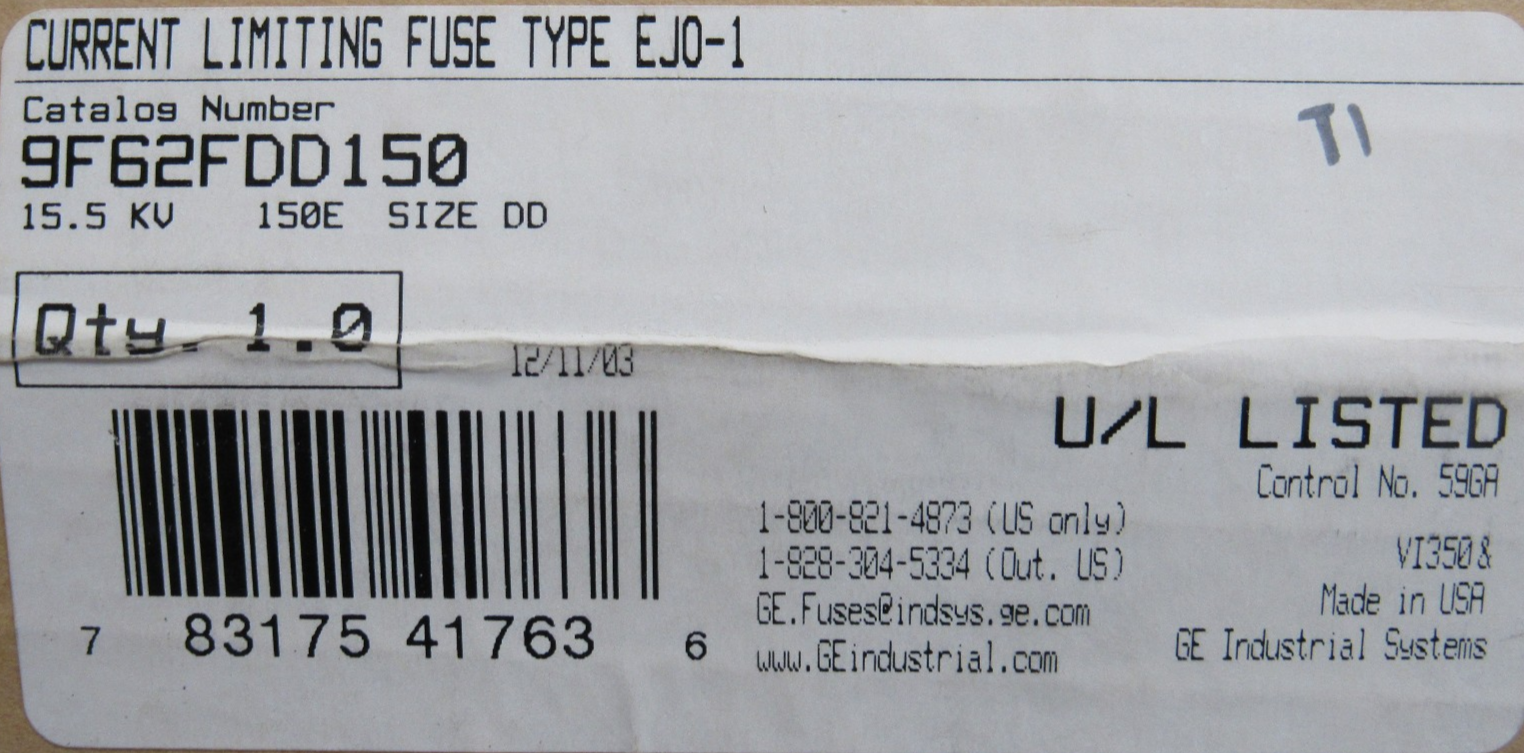 CURRENT LIMITING FUSE TYPE EJO-1
Catalog Number
9F62FDD150
T1
15.5 KV 150E SIZE DD
Qty. 1.0
12/11/03
U/L LISTED
Control No. 59GA
1-800-821-4873 (US only)
1-828-304-5334 (Out. US)
VI350&
GE.Fuses@indsys.ge.com
Made in USA
www.GEindustrial.com
GE Industrial Systems
7 83175 41763 6